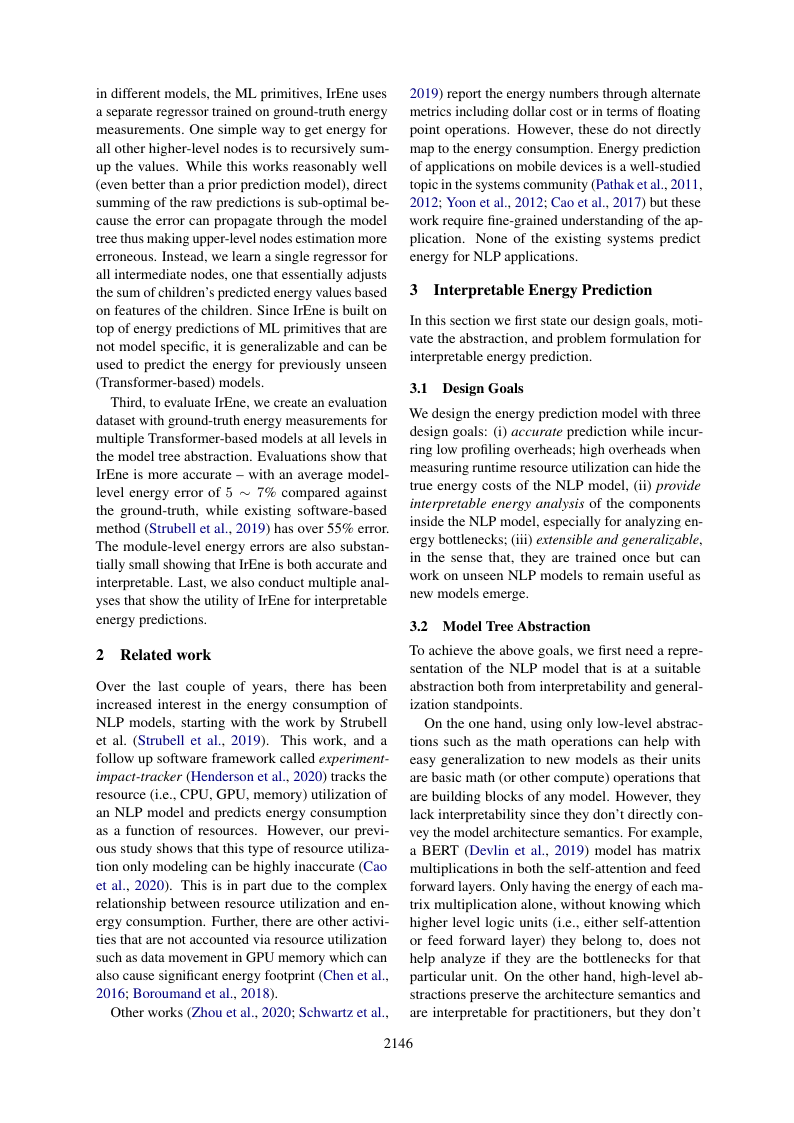 in different models, the ML primitives, IrEne uses
a separate regressor trained on ground-truth energy
measurements. One simple way to get energy for
all other higher-level nodes is to recursively sum-
up the values. While this works reasonably well
(even better than a prior prediction model), direct
summing of the raw predictions is sub-optimal be-
cause the error can propagate through the model
tree thus making upper-level nodes estimation more
erroneous. Instead, we learn a single regressor for
all intermediate nodes, one that essentially adjusts
the sum of children's predicted energy values based
on features of the children. Since IrEne is built on
top of energy predictions of ML primitives that are
not model specific, it is generalizable and can be
used to predict the energy for previously unseen
(Transformer-based) models.
Third, to evaluate IrEne, we create an evaluation
dataset with ground-truth energy measurements for
multiple Transformer-based models at all levels in
the model tree abstraction. Evaluations show that
IrEne is more accurate – with an average model-
level energy error of 5 ∼ 7% compared against
the ground-truth, while existing software-based
method (Strubell et al., 2019) has over 55% error.
The module-level energy errors are also substan-
tially small showing that IrEne is both accurate and
interpretable. Last, we also conduct multiple anal-
yses that show the utility of IrEne for interpretable
energy predictions.
2 Related work
Over the last couple of years, there has been
increased interest in the energy consumption of
NLP models, starting with the work by Strubell
et al. (Strubell et al., 2019). This work, and a
follow up software framework called experiment-
impact-tracker (Henderson et al., 2020) tracks the
resource (i.e., CPU, GPU, memory) utilization of
an NLP model and predicts energy consumption
as a function of resources. However, our previ-
ous study shows that this type of resource utiliza-
tion only modeling can be highly inaccurate (Cao
et al., 2020). This is in part due to the complex
relationship between resource utilization and en-
ergy consumption. Further, there are other activi-
ties that are not accounted via resource utilization
such as data movement in GPU memory which can
also cause significant energy footprint (Chen et al.,
2016; Boroumand et al., 2018).
Other works (Zhou et al., 2020; Schwartz et al.,
2019) report the energy numbers through alternate
metrics including dollar cost or in terms of floating
point operations. However, these do not directly
map to the energy consumption. Energy prediction
of applications on mobile devices is a well-studied
topic in the systems community (Pathak et al., 2011,
2012; Yoon et al., 2012; Cao et al., 2017) but these
work require fine-grained understanding of the ap-
plication. None of the existing systems predict
energy for NLP applications.
3 Interpretable Energy Prediction
In this section we first state our design goals, moti-
vate the abstraction, and problem formulation for
interpretable energy prediction.
3.1 Design Goals
We design the energy prediction model with three
design goals: (i) accurate prediction while incur-
ring low profiling overheads; high overheads when
measuring runtime resource utilization can hide the
true energy costs of the NLP model, (ii) provide
interpretable energy analysis of the components
inside the NLP model, especially for analyzing en-
ergy bottlenecks; (iii) extensible and generalizable,
in the sense that, they are trained once but can
work on unseen NLP models to remain useful as
new models emerge.
3.2 Model Tree Abstraction
To achieve the above goals, we first need a repre-
sentation of the NLP model that is at a suitable
abstraction both from interpretability and general-
ization standpoints.
On the one hand, using only low-level abstrac-
tions such as the math operations can help with
easy generalization to new models as their units
are basic math (or other compute) operations that
are building blocks of any model. However, they
lack interpretability since they don't directly con-
vey the model architecture semantics. For example,
a BERT (Devlin et al., 2019) model has matrix
multiplications in both the self-attention and feed
forward layers. Only having the energy of each ma-
trix multiplication alone, without knowing which
higher level logic units (i.e., either self-attention
or feed forward layer) they belong to, does not
help analyze if they are the bottlenecks for that
particular unit. On the other hand, high-level ab-
stractions preserve the architecture semantics and
are interpretable for practitioners, but they don't
2146